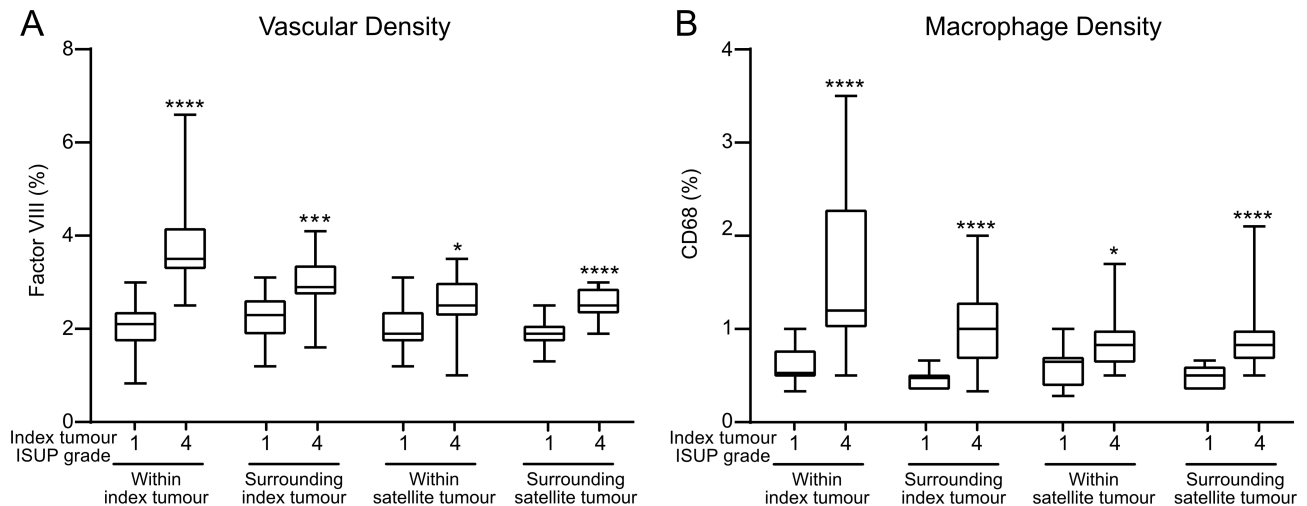 A
Vascular Density
8
****
6
***
4
*
****
2
0
Factor VIII (%)
Index tumour
ISUP grade
1 4 1 4 1 4 1 4
Within
index tumour
Surrounding
index tumour
Within
satellite tumour
Surrounding
satellite tumour
B
Macrophage Density
4
****
3
****
*
****
2
1
0
CD68 (%)
Index tumour
ISUP grade
1 4 1 4 1 4 1 4
Within
index tumour
Surrounding
index tumour
Within
satellite tumour
Surrounding
satellite tumour